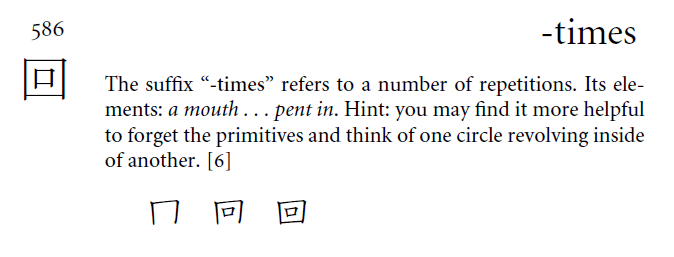 586
-times
回
The suffix “-times” refers to a number of repetitions. Its ele-
ments: a mouth . . . pent in. Hint: you may find it more helpful
to forget the primitives and think of one circle revolving inside
of another. [6]
冂 回 回